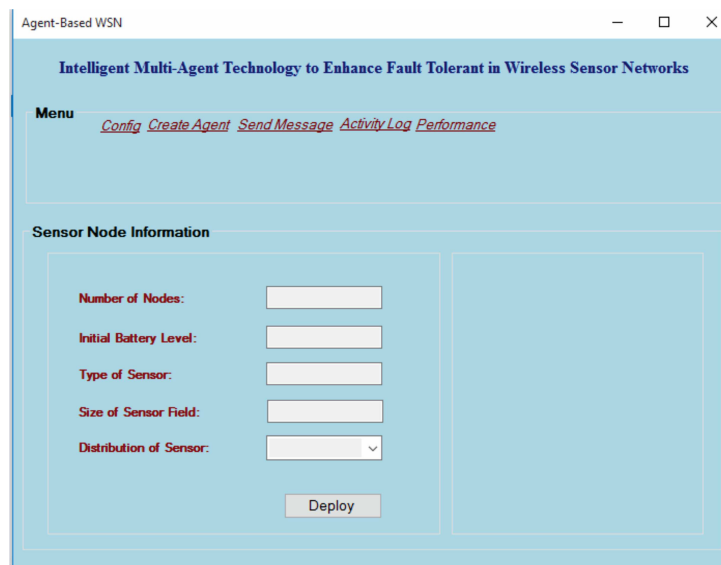 Agent-Based WSN
Intelligent Multi-Agent Technology to Enhance Fault Tolerant in Wireless Sensor Networks
Menu
Config Create Agent Send Message Activity Log Performance
Sensor Node Information
Number of Nodes:
Initial Battery Level:
Type of Sensor:
Size of Sensor Field:
Distribution of Sensor:
Deploy